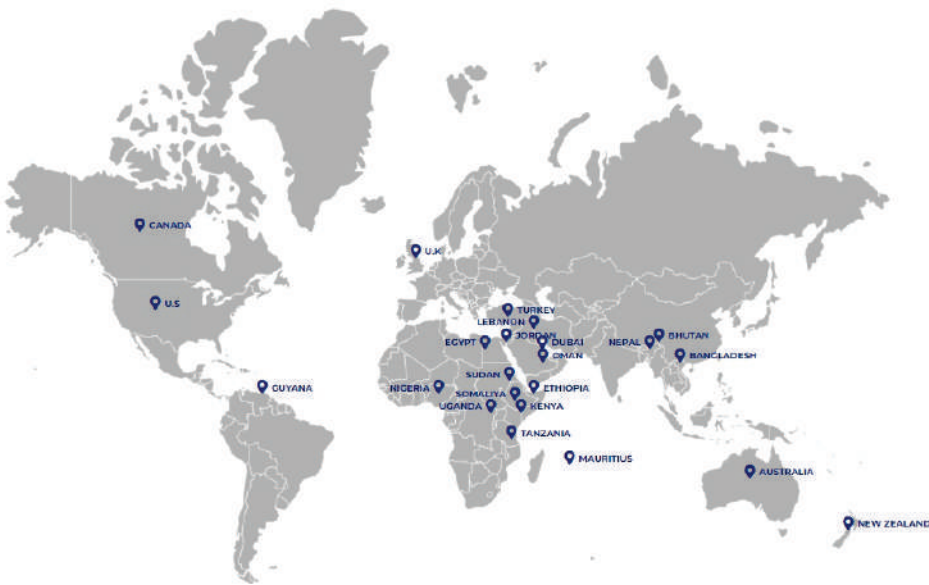 CANADA
U.K
U.S
TURKEY
LEBANON
JORDAN
EGYPT
DUBAI
OMAN
NEPAL
BHUTAN
BANGLADESH
SUDAN
NIGERIA
ETHIOPIA
SOMALIYA
GUYANA
UGANDA
KENYA
TANZANIA
MAURITIUS
AUSTRALIA
NEW ZEALAND